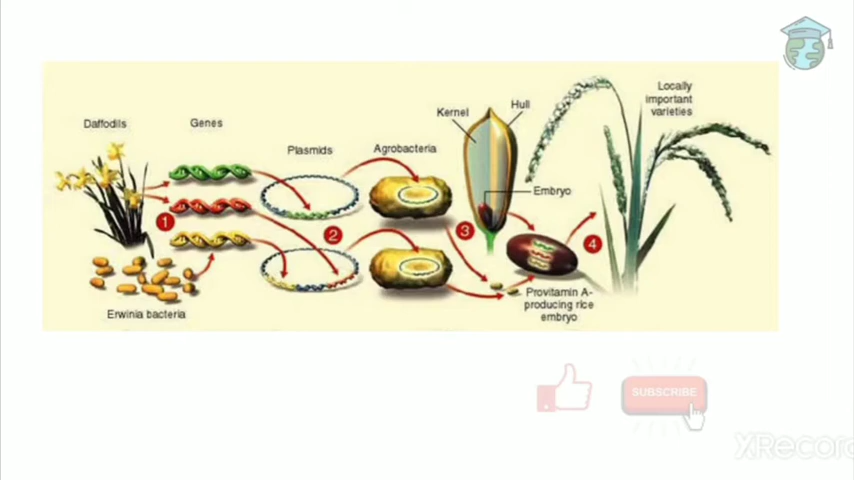 Daffodils
Genes
Plasmids
Agrobacteria
Kernel
Hull
Embryo
Locally
important
varieties
1
2
3
4
Erwinia bacteria
Provitamin A-
producing rice
embryo
SUBSCRIBE
XRecord